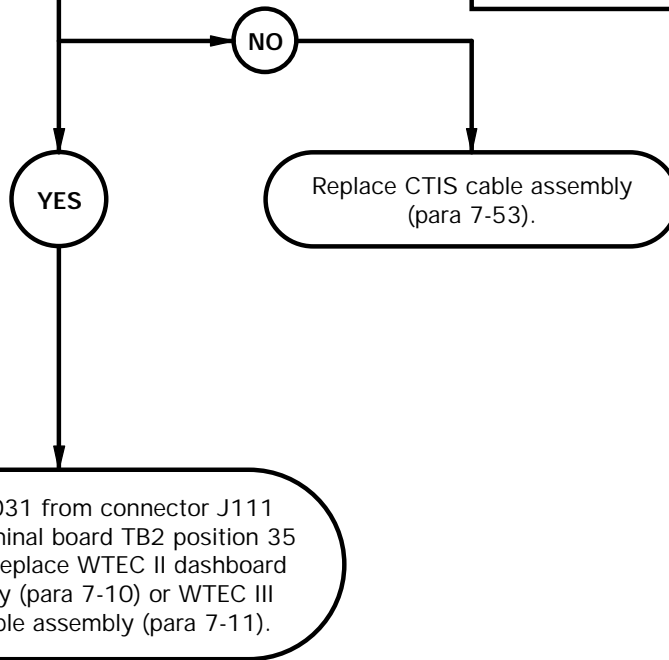 NO
YES
Replace CTIS cable assembly
(para 7-53).
031 from connector J111
minal board TB2 position 35
eplace WTEC II dashboard
y (para 7-10) or WTEC III
ble assembly (para 7-11).